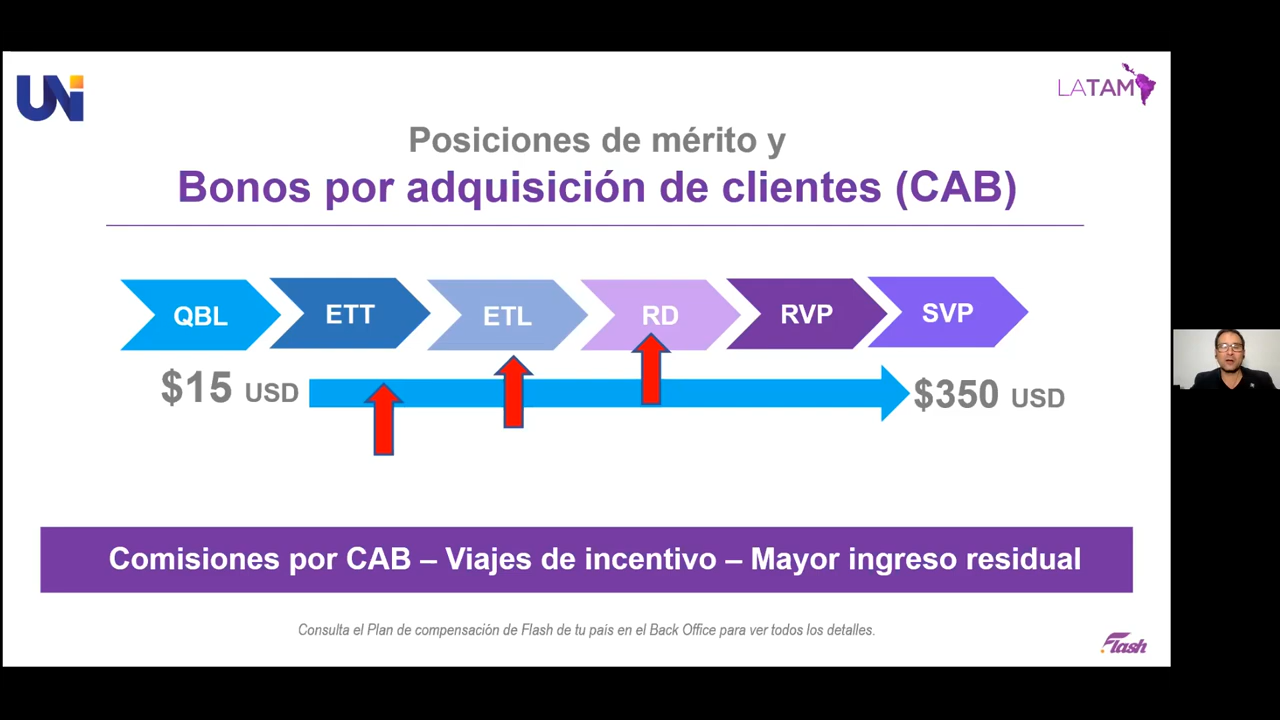 UNi
LATAM
Posiciones de mérito y
Bonos por adquisición de clientes (CAB)
QBL
ETT
ETL
RD
RVP
SVP
$15 USD
$350 USD
Comisiones por CAB – Viajes de incentivo – Mayor ingreso residual
Consulta el Plan de compensación de Flash de tu país en el Back Office para ver todos los detalles.
Flash